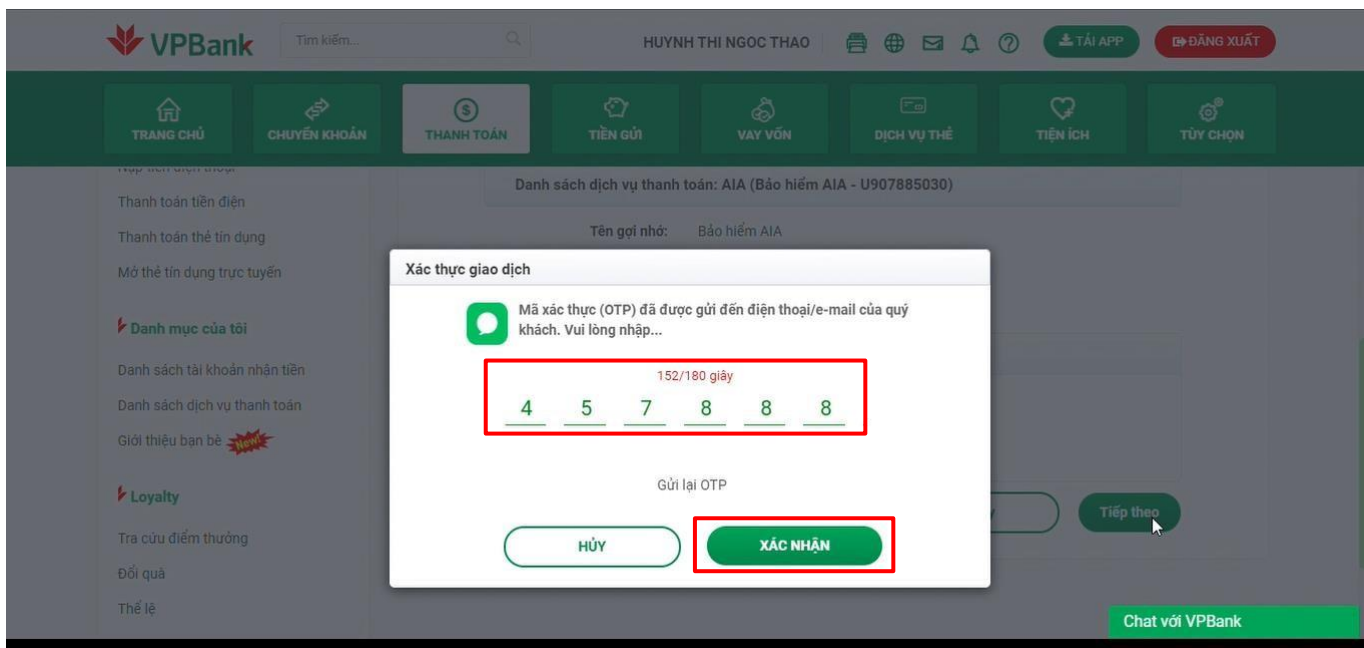 VPBank
Tìm kiếm...
HUYNH THI NGOC THAO
TẢI APP
ĐĂNG XUẤT
TRANG CHỦ
CHUYỂN KHOẢN
THANH TOÁN
TIỀN GỬI
VAY VỐN
DỊCH VỤ THẺ
TIỆN ÍCH
TÙY CHỌN
Nạp tiền điện thoại
Danh sách dịch vụ thanh toán: AIA (Bảo hiểm AIA - U907885030)
Thanh toán tiền điện
Tên gợi nhớ: Bảo hiểm AIA
Thanh toán thẻ tín dụng
Mở thẻ tín dụng trực tuyến
Danh mục của tôi
Danh sách tài khoản nhận tiền
Danh sách dịch vụ thanh toán
Giới thiệu bạn bè New!
Loyalty
Tra cứu điểm thưởng
Đổi quà
Thể lệ
Xác thực giao dịch
Mã xác thực (OTP) đã được gửi đến điện thoại/e-mail của quý
khách. Vui lòng nhập...
152/180 giây
4 5 7 8 8 8
Gửi lại OTP
HỦY
XÁC NHẬN
Tiếp theo
Chat với VPBank